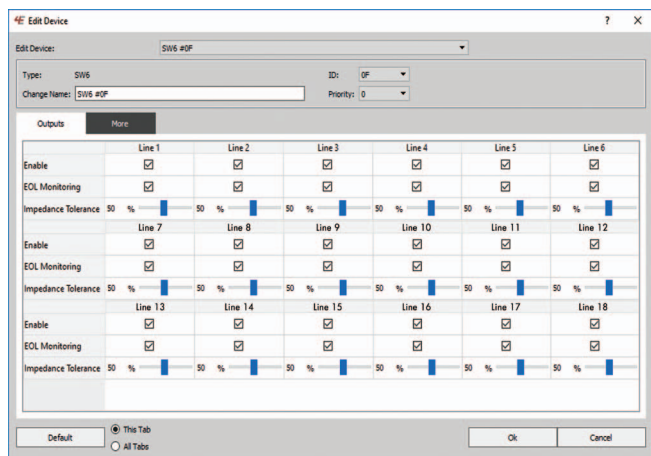 4E Edit Device ? X
Edit Device: SW6 #0F
Type: SW6 ID: 0F
Change Name: SW6 #0F Priority: 0
Outputs More
Line 1 Line 2 Line 3 Line 4 Line 5 Line 6
Enable
EOL Monitoring
Impedance Tolerance 50 % 50 % 50 % 50 % 50 % 50 %
Line 7 Line 8 Line 9 Line 10 Line 11 Line 12
Enable
EOL Monitoring
Impedance Tolerance 50 % 50 % 50 % 50 % 50 % 50 %
Line 13 Line 14 Line 15 Line 16 Line 17 Line 18
Enable
EOL Monitoring
Impedance Tolerance 50 % 50 % 50 % 50 % 50 % 50 %
Default This Tab Ok Cancel
All Tabs